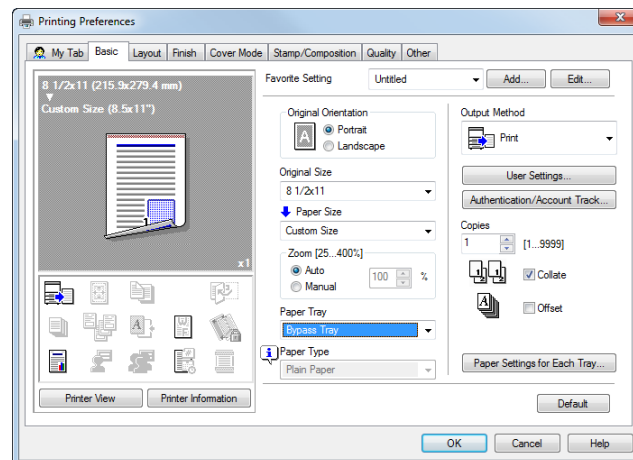 Printing Preferences
My Tab Basic Layout Finish Cover Mode Stamp/Composition Quality Other
8 1/2x11 (215.9x279.4 mm)
Custom Size (8.5x11")
1
x1
Printer View
Printer Information
Favorite Setting
Untitled
Add...
Edit...
Original Orientation
A
Portrait
Landscape
Original Size
8 1/2x11
Paper Size
Custom Size
Zoom [25...400%]
Auto
Manual
100
%
Paper Tray
Bypass Tray
Paper Type
Plain Paper
Output Method
Print
User Settings...
Authentication/Account Track...
Copies
1
[1...9999]
Collate
Offset
Paper Settings for Each Tray...
Default
OK
Cancel
Help